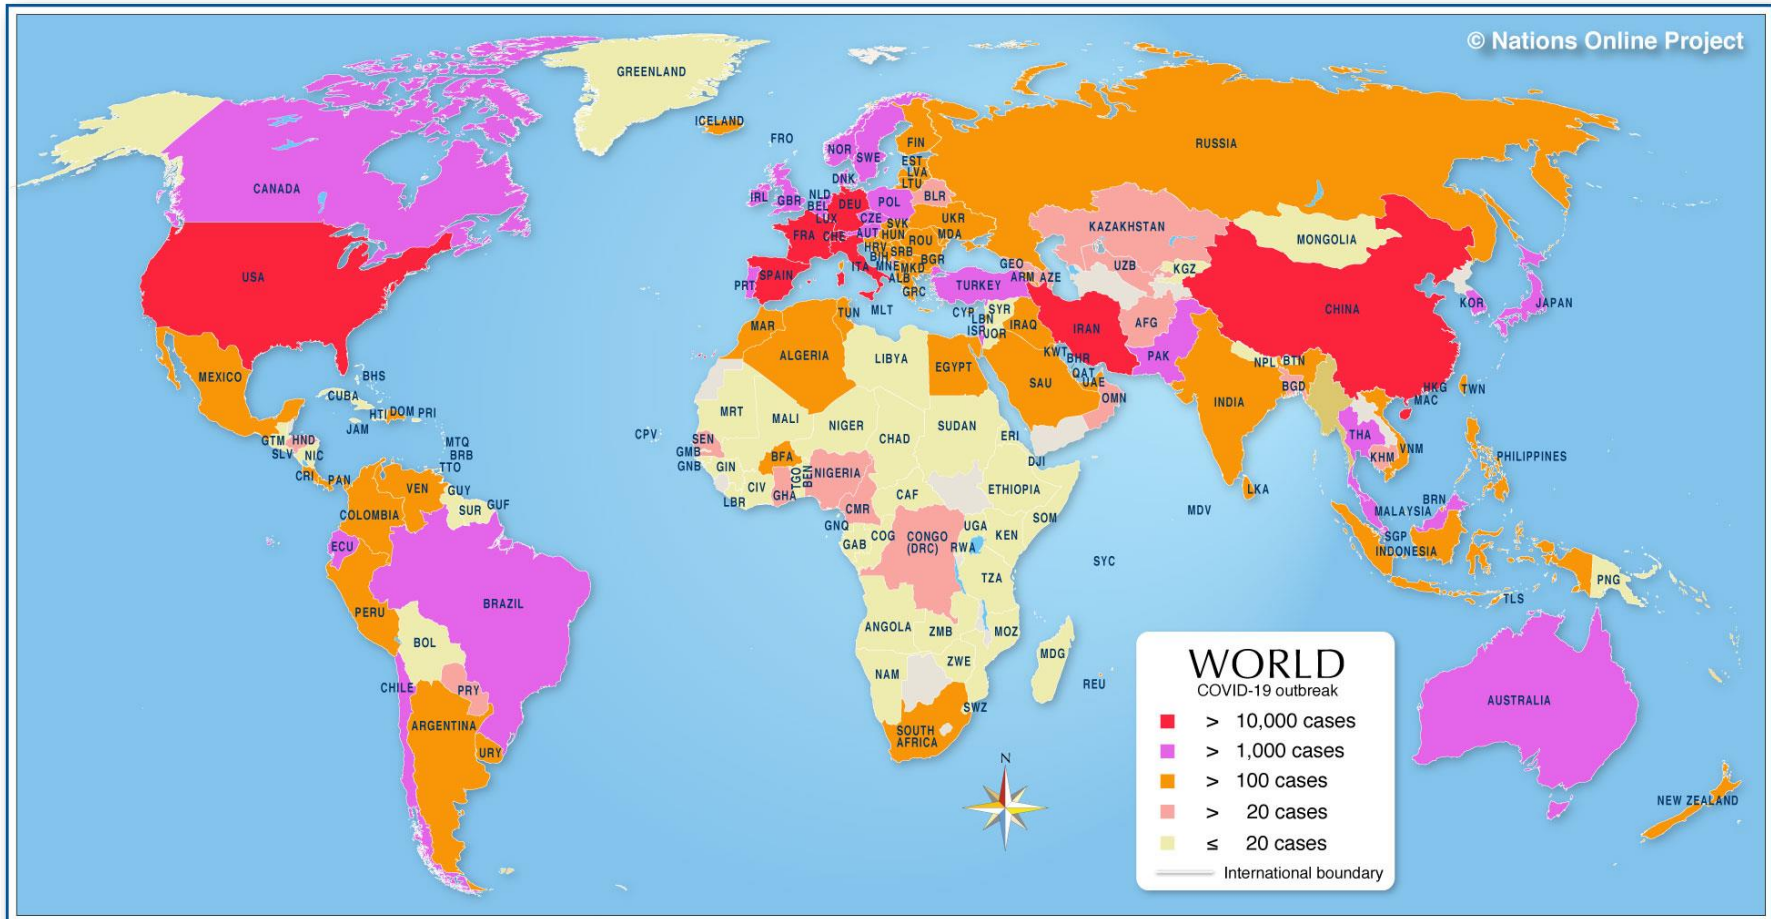 © Nations Online Project
GREENLAND
ICELAND
FRO
RUSSIA
FIN
NOR
SWE
EST
LVA
LTU
DNK
CANADA
IRL
GBR
NLD
BEL
DEU
POL
BLR
LUX
CZE
SVK
UKR
KAZAKHSTAN
MONGOLIA
FRA
CHE
AUT
HUN
ROU
MDA
HRV
SRB
BIH
BGR
ITA
MNE
MKD
ALB
GRC
USA
PRT
SPAIN
TURKEY
GEO
ARM
AZE
UZB
KGZ
KOR
JAPAN
CHINA
TUN
MLT
CYP
LBN
SYR
ISR
JOR
IRAQ
IRAN
AFG
MAR
ALGERIA
LIBYA
EGYPT
KWT
BHR
QAT
UAE
SAU
OMN
PAK
NPL
BTN
BGD
INDIA
HKG
MAC
TWN
MEXICO
BHS
CUBA
HTI
DOM
PRI
JAM
GTM
HND
SLV
NIC
MTQ
BRB
TTO
CRI
PAN
VEN
GUY
SUR
GUF
COLOMBIA
ECU
PERU
BRAZIL
BOL
CHILE
PRY
ARGENTINA
URY
CPV
MRT
MALI
NIGER
CHAD
SUDAN
ERI
DJI
SEN
GMB
GNB
GIN
BFA
CIV
LBR
GHA
TGO
BEN
NIGERIA
CMR
CAF
ETHIOPIA
SOM
GNQ
GAB
COG
CONGO
(DRC)
UGA
KEN
RWA
TZA
SYC
ANGOLA
ZMB
MOZ
MDG
NAM
ZWE
REU
SWZ
SOUTH
AFRICA
THA
KHM
VNM
PHILIPPINES
LKA
MDV
BRN
MALAYSIA
SGP
INDONESIA
TLS
PNG
AUSTRALIA
NEW ZEALAND
N
WORLD
COVID-19 outbreak
> 10,000 cases
> 1,000 cases
> 100 cases
> 20 cases
≤ 20 cases
International boundary